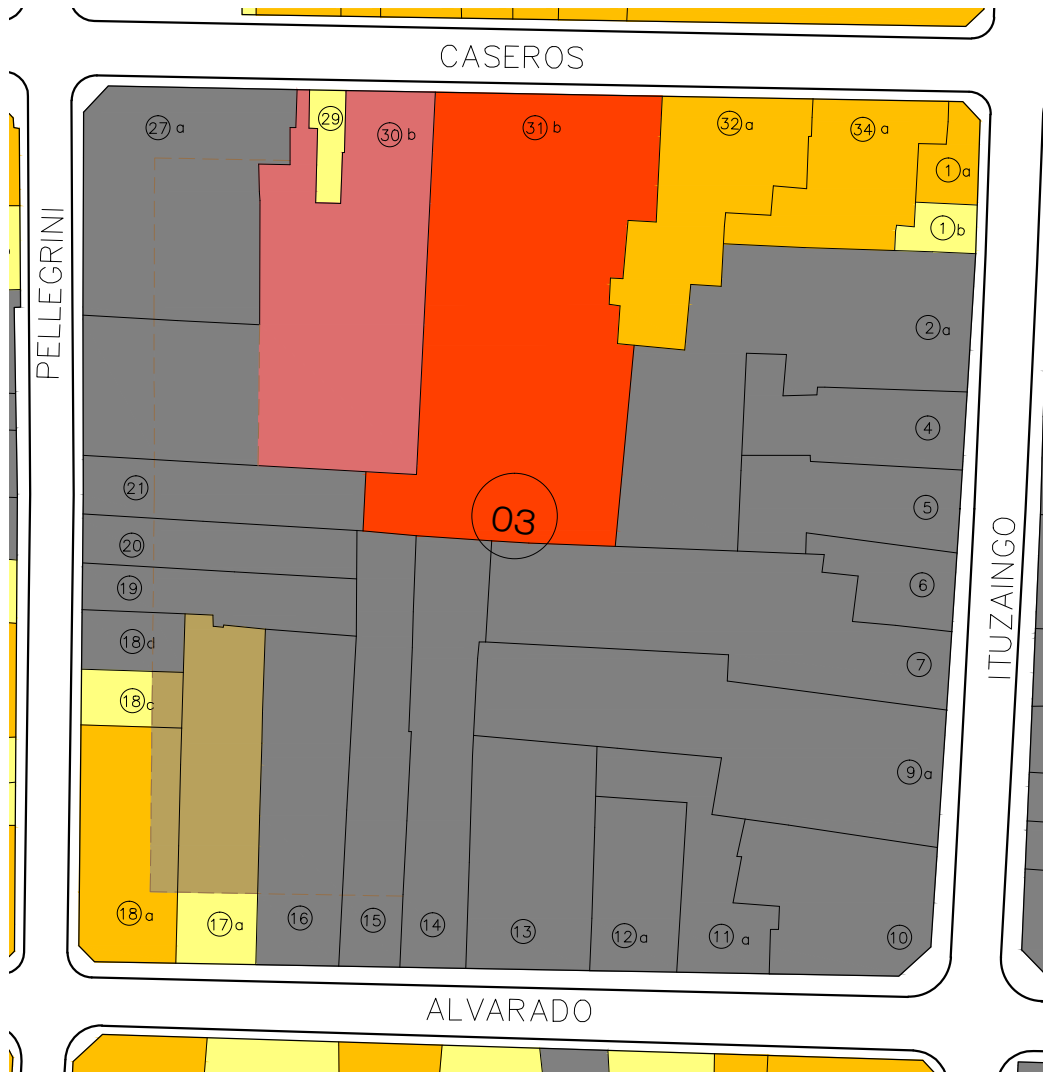 CASEROS
27 a
29
30 b
31 b
32 a
34 a
1 a
1 b
PELLEGRINI
2 a
4
21
03
5
20
ITUZAINGO
19
6
18 d
7
18 c
9 a
18 a
17 a
16
15
14
13
12 a
11 a
10
ALVARADO